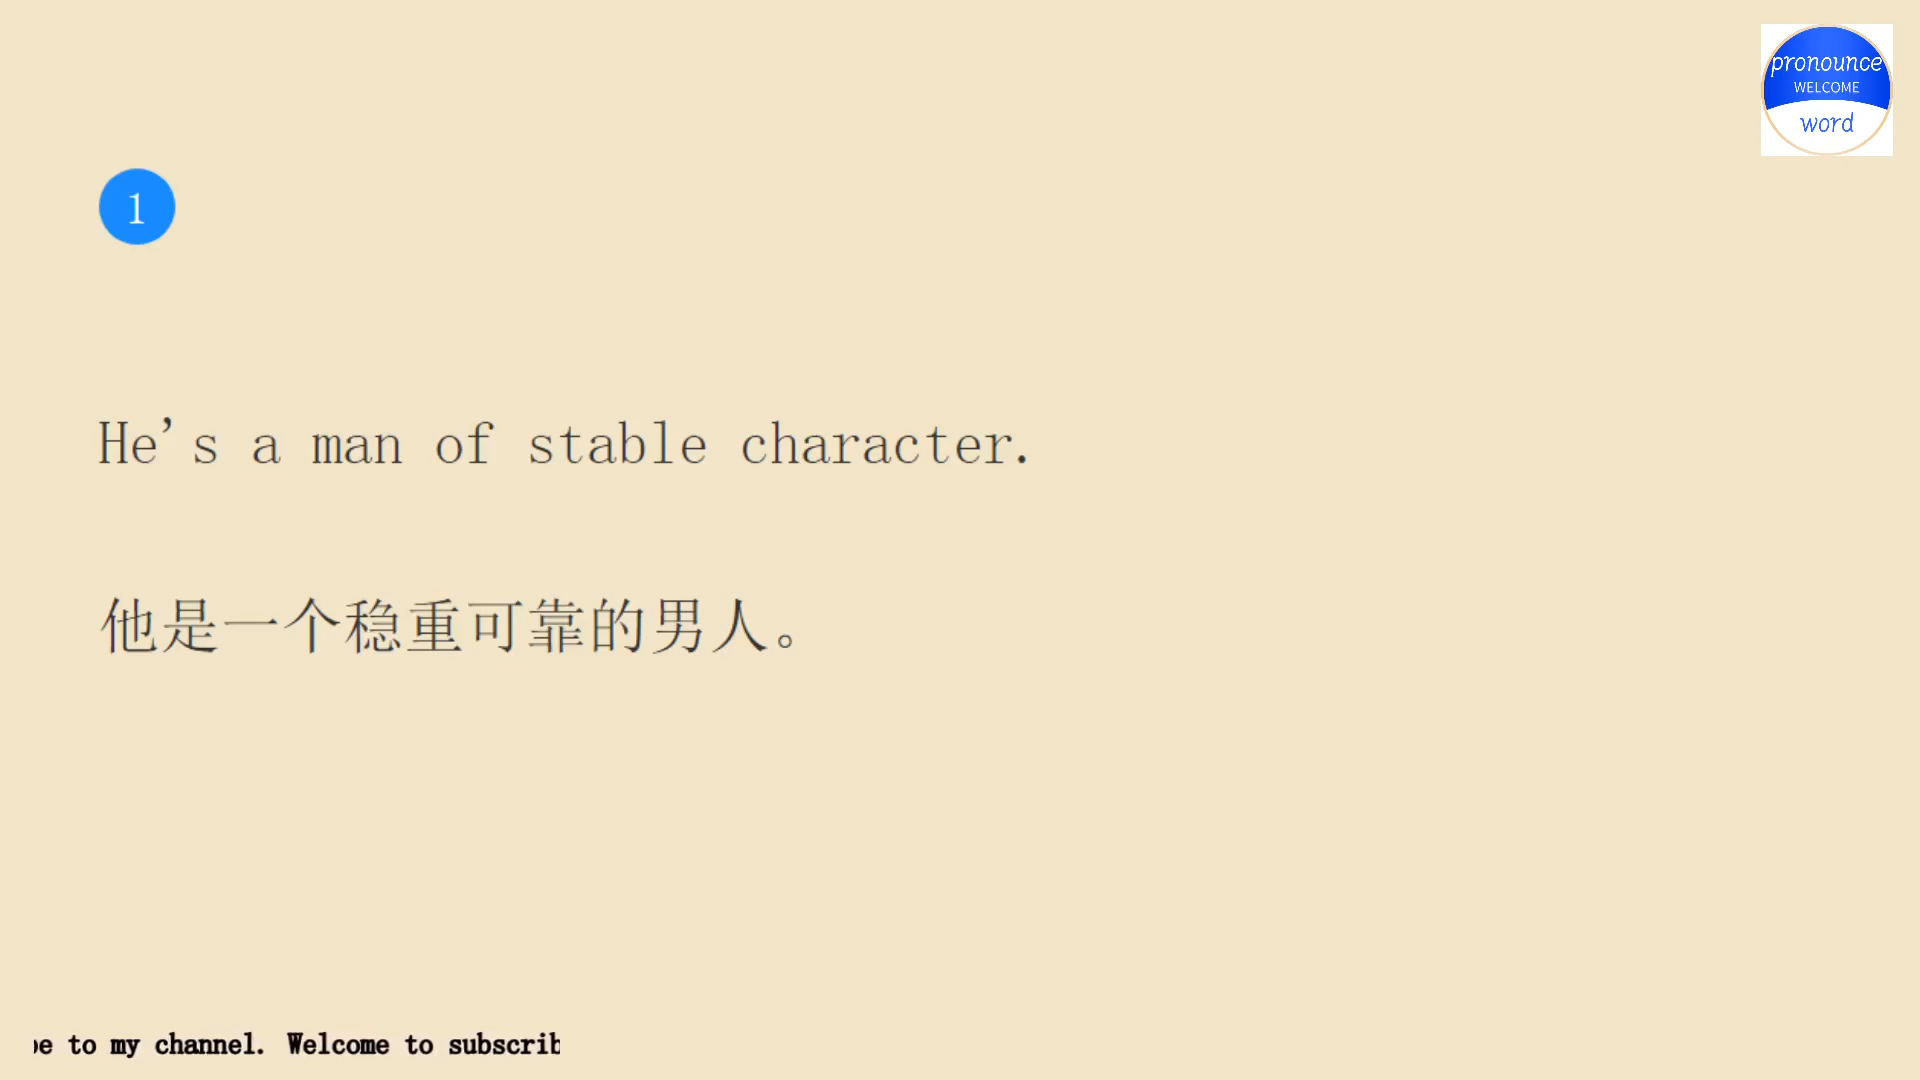 pronounce
WELCOME
word
1
He's a man of stable character.
他是一个稳重可靠的男人。
to my channel. Welcome to